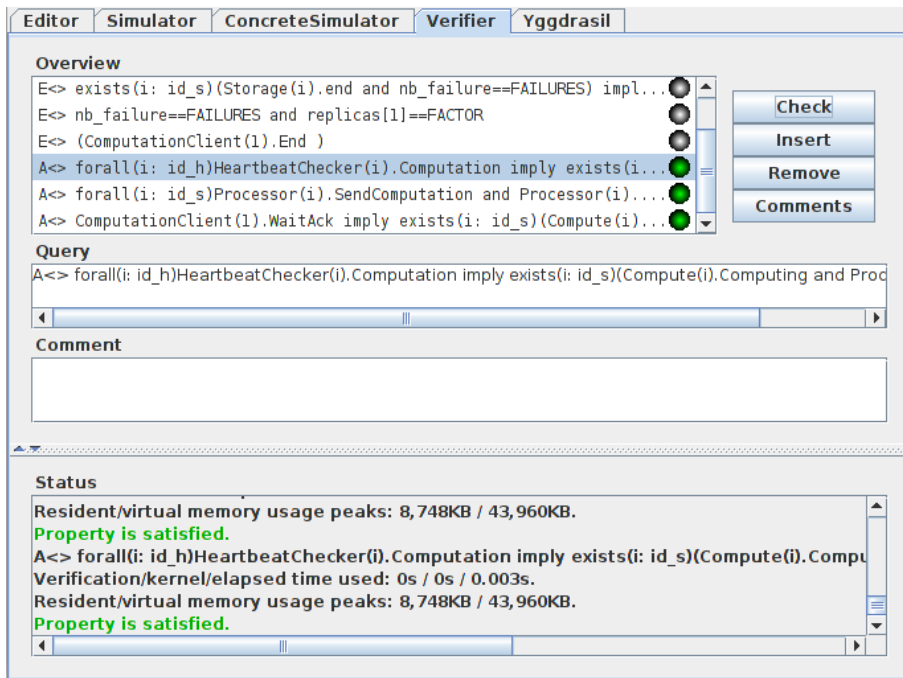 Editor Simulator ConcreteSimulator Verifier Yggdrasil
Overview
E<> exists(i: id_s)(Storage(i).end and nb_failure==FAILURES) impl...
E<> nb_failure==FAILURES and replicas[1]==FACTOR
E<> (ComputationClient(1).End )
A<> forall(i: id_h)HeartbeatChecker(i).Computation imply exists(i...
A<> forall(i: id_s)Processor(i).SendComputation and Processor(i)....
A<> ComputationClient(1).WaitAck imply exists(i: id_s)(Compute(i)...
Check
Insert
Remove
Comments
Query
A<> forall(i: id_h)HeartbeatChecker(i).Computation imply exists(i: id_s)(Compute(i).Computing and Proc
Comment
Status
Resident/virtual memory usage peaks: 8,748KB / 43,960KB.
Property is satisfied.
A<> forall(i: id_h)HeartbeatChecker(i).Computation imply exists(i: id_s)(Compute(i).Compu
Verification/kernel/elapsed time used: 0s / 0s / 0.003s.
Resident/virtual memory usage peaks: 8,748KB / 43,960KB.
Property is satisfied.